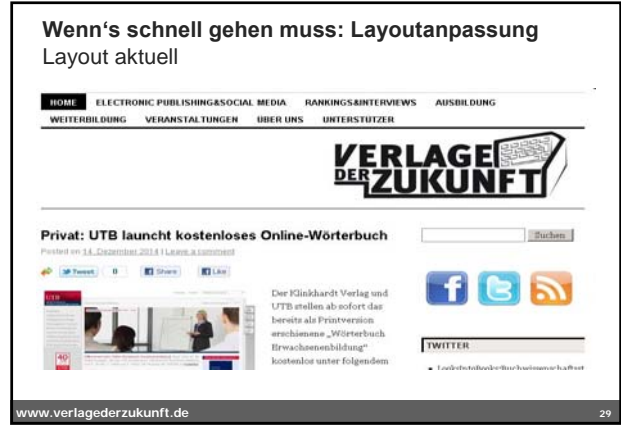 Wenn's schnell gehen muss: Layoutanpassung
Layout aktuell
HOME ELECTRONIC PUBLISHING&SOCIAL MEDIA RANKINGS&INTERVIEWS AUSBILDUNG
WEITERBILDUNG VERANSTALTUNGEN ÜBER UNS UNTERSTÜTZER
VERLAGE
DER ZUKUNFT
Privat: UTB launcht kostenloses Online-Wörterbuch
Posted on 14. Dezember 2014 | Leave a comment
Suchen
Tweet 0 Share Like
Der Klinkhardt Verlag und
UTB stellen ab sofort das
bereits als Printversion
erschienene „Wörterbuch
Erwachsenenbildung"
kostenlos unter folgendem
UTB
40
TWITTER
www.verlagederzukunft.de
29